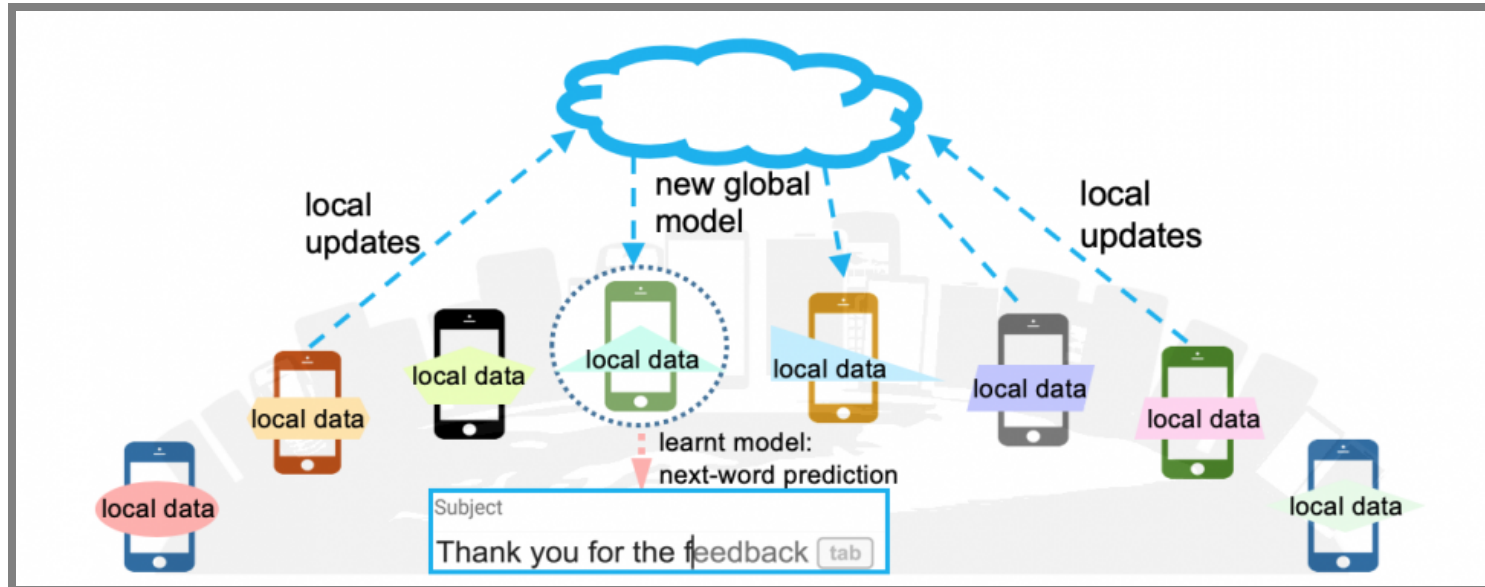 local
updates
new global
model
local
updates
local data
local data
local data
local data
local data
local data
local data
local data
learnt model:
next-word prediction
Subject
Thank you for the feedback
tab